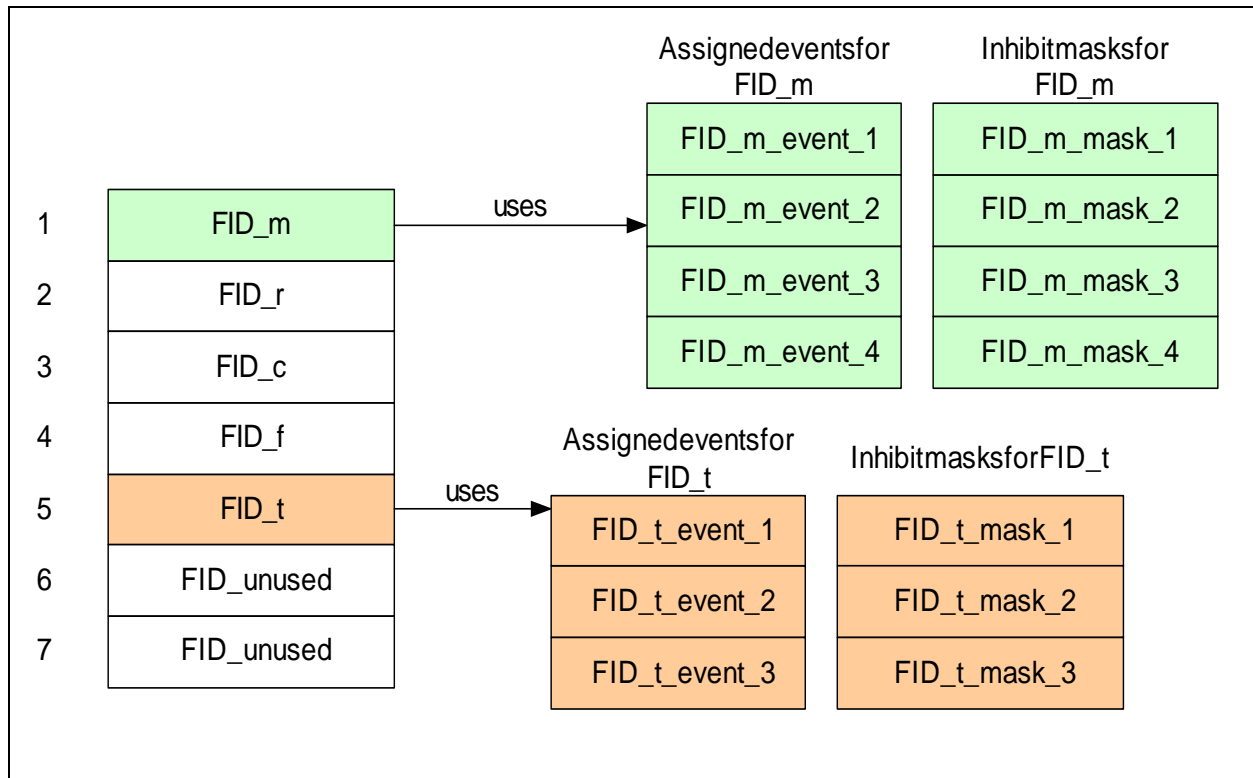 Assignedeventsfor
FID_m
Inhibitmasksfor
FID_m
FID_m_event_1
FID_m_mask_1
FID_m_event_2
FID_m_mask_2
FID_m_event_3
FID_m_mask_3
FID_m_event_4
FID_m_mask_4
1
FID_m
uses
2
FID_r
3
FID_c
4
FID_f
5
FID_t
uses
6
FID_unused
7
FID_unused
Assignedeventsfor
FID_t
InhibitmasksforFID_t
FID_t_event_1
FID_t_mask_1
FID_t_event_2
FID_t_mask_2
FID_t_event_3
FID_t_mask_3